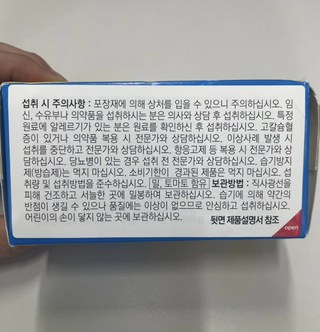 섭취 시 주의사항 : 포장재에 의해 상처를 입을 수 있으니 주의하십시오. 임
신, 수유부나 의약품을 섭취하시는 분은 의사와 상담 후 섭취하십시오. 특정
원료에 알레르기가 있는 분은 원료를 확인하신 후 섭취하십시오. 고칼슘혈
증이 있거나 의약품 복용 시 전문가와 상담하십시오. 이상사례 발생 시
섭취를 중단하고 전문가와 상담하십시오. 항응고제 등 복용 시 전문가와 상
담하십시오. 당뇨병이 있는 경우 섭취 전 전문가와 상담하십시오. 습기방지
제(방습제)는 먹지 마십시오. 소비기한이 경과된 제품은 먹지 마십시오. 섭
취량 및 섭취방법을 준수하십시오. 밀, 토마토 함유 보관방법 : 직사광선을
피해 건조하고 서늘한 곳에 밀봉하여 보관하십시오. 습기에 의해 약간의
반점이 생길 수 있으나 품질에는 이상이 없으므로 안심하고 섭취하십시오.
어린이의 손이 닿지 않는 곳에 보관하십시오.
뒷면 제품설명서 참조
open